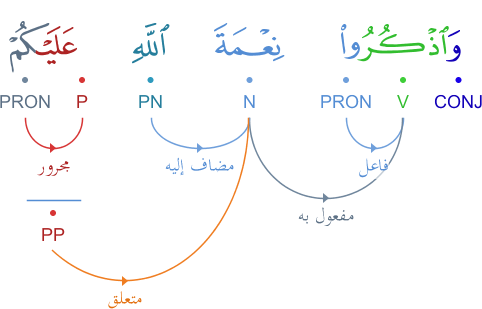 وَٱذْكُرُوا۟ نِعْمَةَ ٱللَّهِ عَلَيْكُمْ
PRON P PN N PRON V CONJ
مجرور مضاف إليه فاعل
مفعول به
PP
متعلق